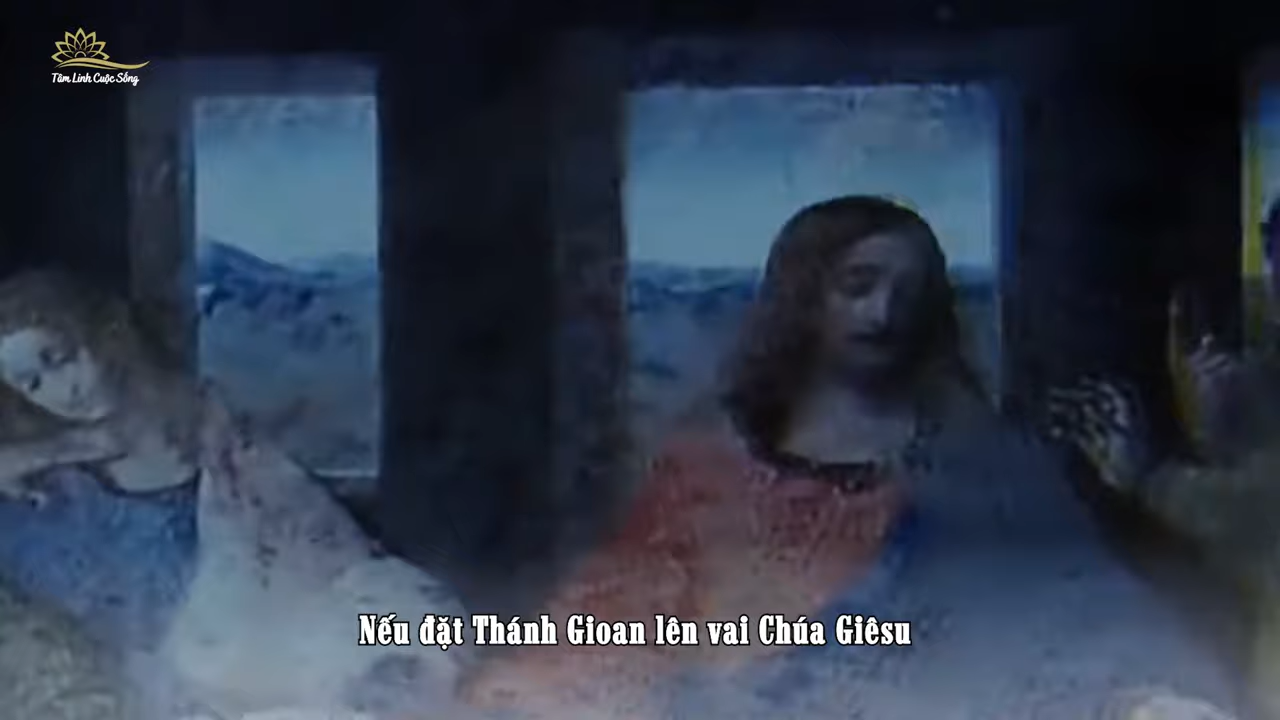 Tâm Linh Cuộc Sống
Nếu đặt Thánh Gioan lên vai Chúa Giêsu